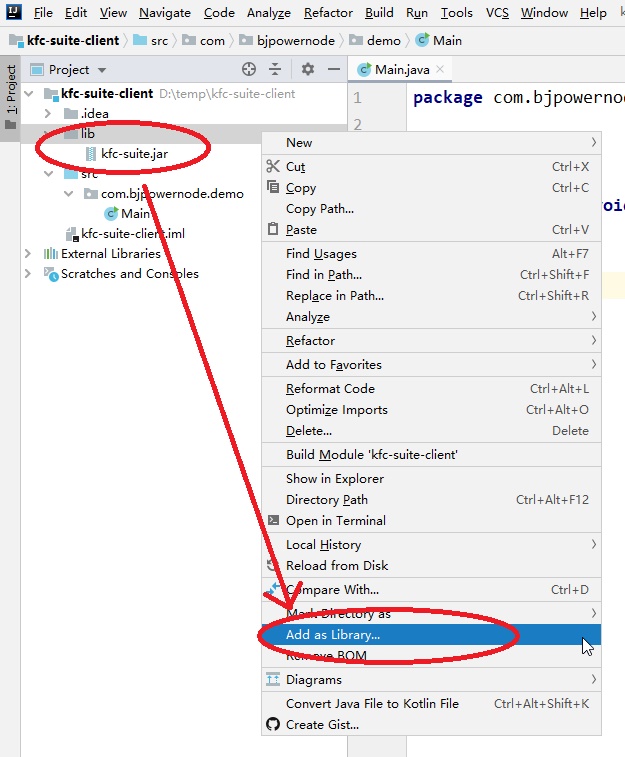 File Edit View Navigate Code Analyze Refactor Build Run Tools VCS Window Help
kfc-suite-client src com bjpowernode demo Main
1: Project
Project
Main.java
kfc-suite-client D:\temp\kfc-suite-client
.idea
lib
kfc-suite.jar
src
com.bjpowernode.demo
Main
kfc-suite-client.iml
External Libraries
Scratches and Consoles
1 package com.bjpowernod
2
New
Cut Ctrl+X
Copy Ctrl+C
Copy Path...
Paste Ctrl+V
Find Usages Alt+F7
Find in Path... Ctrl+Shift+F
Replace in Path... Ctrl+Shift+R
Analyze
Refactor
Add to Favorites
Reformat Code Ctrl+Alt+L
Optimize Imports Ctrl+Alt+O
Delete... Delete
Build Module 'kfc-suite-client'
Show in Explorer
Directory Path Ctrl+Alt+F12
Open in Terminal
Local History
Reload from Disk
Compare With... Ctrl+D
Mark Directory as
Add as Library...
Remove BOM
Diagrams
Convert Java File to Kotlin File Ctrl+Alt+Shift+K
Create Gist...